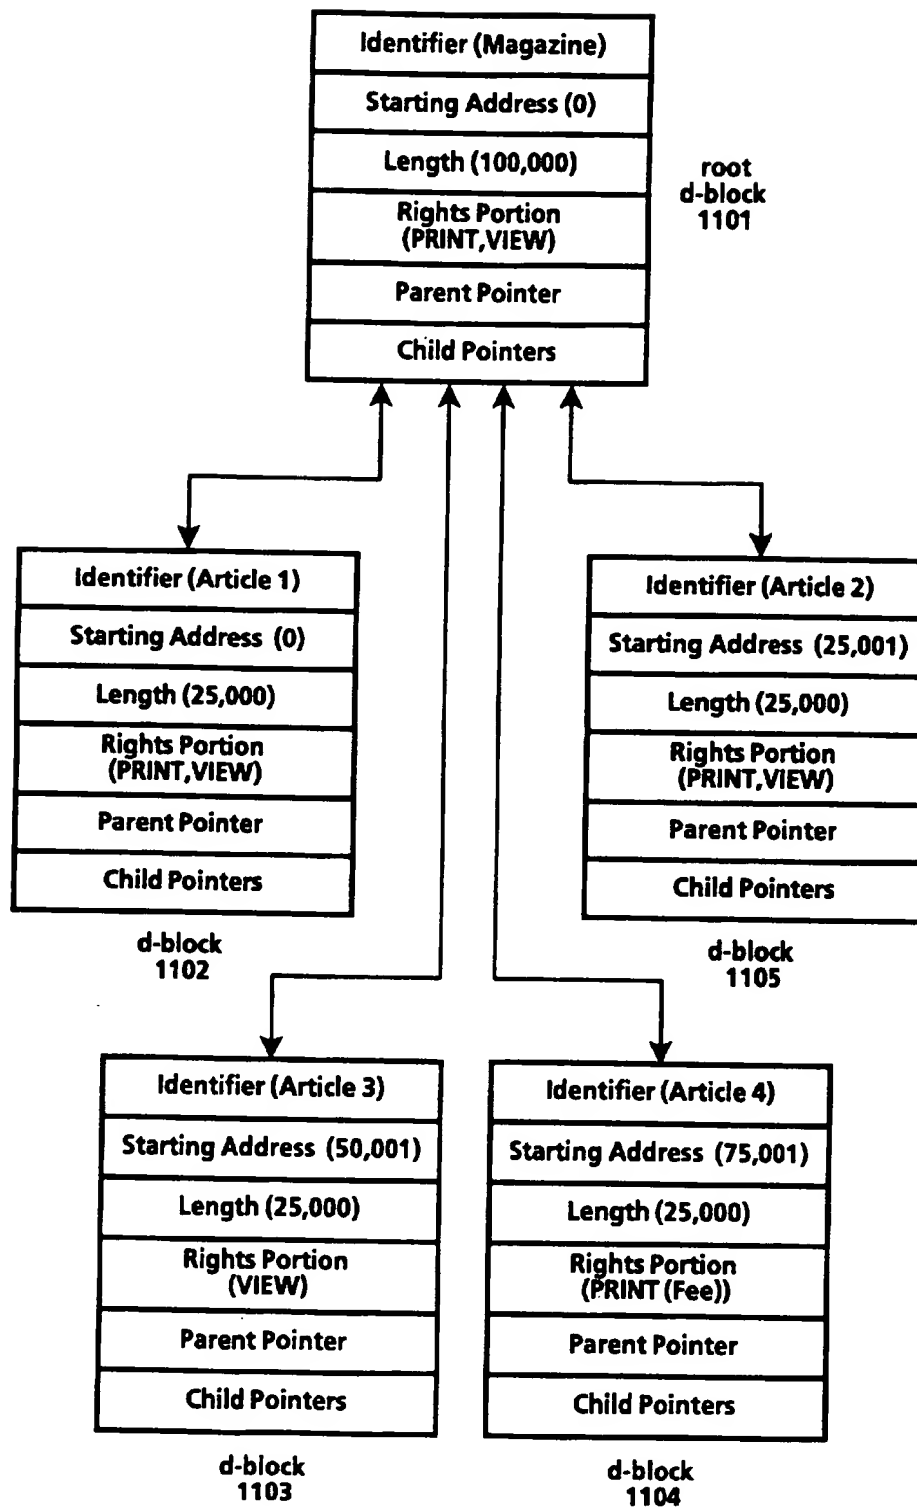 Identifier (Magazine)
Starting Address (0)
Length (100,000)
Rights Portion
(PRINT,VIEW)
Parent Pointer
Child Pointers
root
d-block
1101
Identifier (Article 1)
Starting Address (0)
Length (25,000)
Rights Portion
(PRINT,VIEW)
Parent Pointer
Child Pointers
d-block
1102
Identifier (Article 2)
Starting Address (25,001)
Length (25,000)
Rights Portion
(PRINT,VIEW)
Parent Pointer
Child Pointers
d-block
1105
Identifier (Article 3)
Starting Address (50,001)
Length (25,000)
Rights Portion
(VIEW)
Parent Pointer
Child Pointers
d-block
1103
Identifier (Article 4)
Starting Address (75,001)
Length (25,000)
Rights Portion
(PRINT (Fee))
Parent Pointer
Child Pointers
d-block
1104